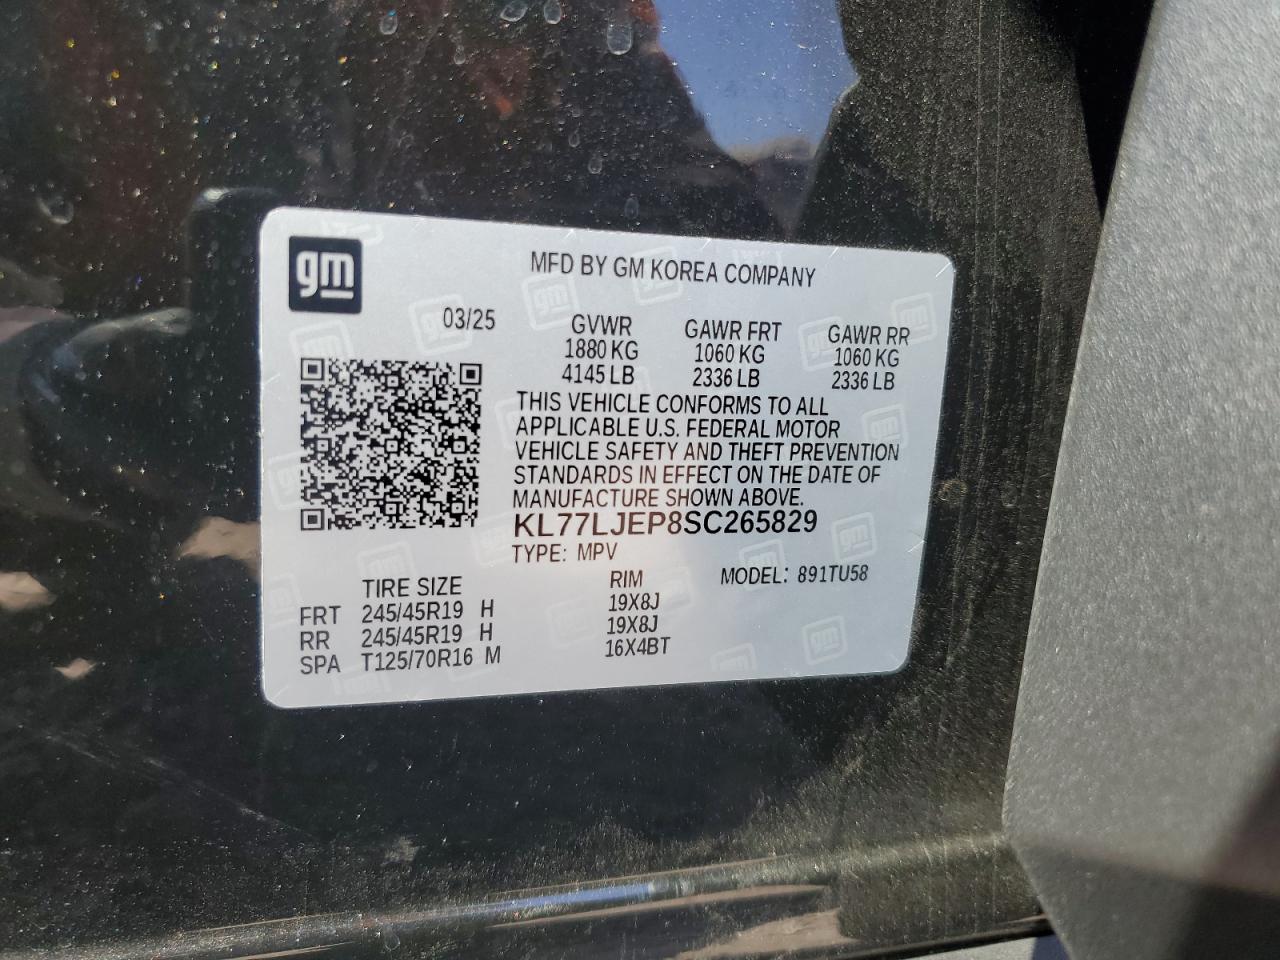 gm
MFD BY GM KOREA COMPANY
03/25
GVWR GAWR FRT GAWR RR
1880 KG 1060 KG 1060 KG
4145 LB 2336 LB 2336 LB
THIS VEHICLE CONFORMS TO ALL
APPLICABLE U.S. FEDERAL MOTOR
VEHICLE SAFETY AND THEFT PREVENTION
STANDARDS IN EFFECT ON THE DATE OF
MANUFACTURE SHOWN ABOVE.
KL77LJEP8SC265829
TYPE: MPV
TIRE SIZE RIM MODEL: 891TU58
FRT 245/45R19 H 19X8J
RR 245/45R19 H 19X8J
SPA T125/70R16 M 16X4BT